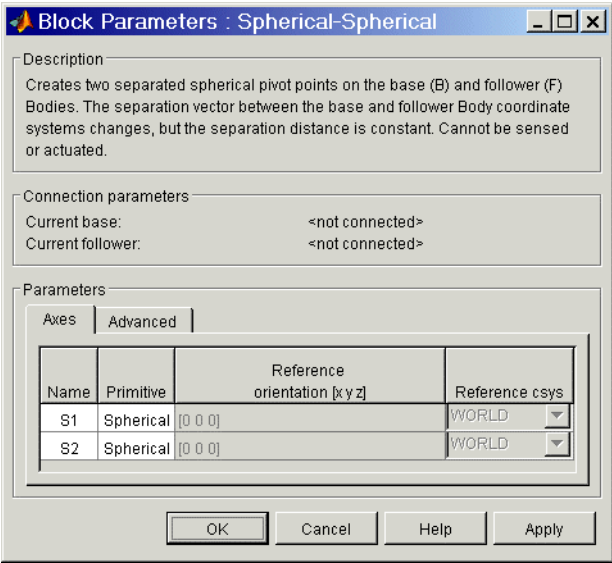 Block Parameters : Spherical-Spherical
Description
Creates two separated spherical pivot points on the base (B) and follower (F)
Bodies. The separation vector between the base and follower Body coordinate
systems changes, but the separation distance is constant. Cannot be sensed
or actuated.
Connection parameters
Current base: <not connected>
Current follower: <not connected>
Parameters
Axes Advanced
Reference
Name Primitive orientation [x y z] Reference csys
S1 Spherical [0 0 0] WORLD
S2 Spherical [0 0 0] WORLD
OK Cancel Help Apply